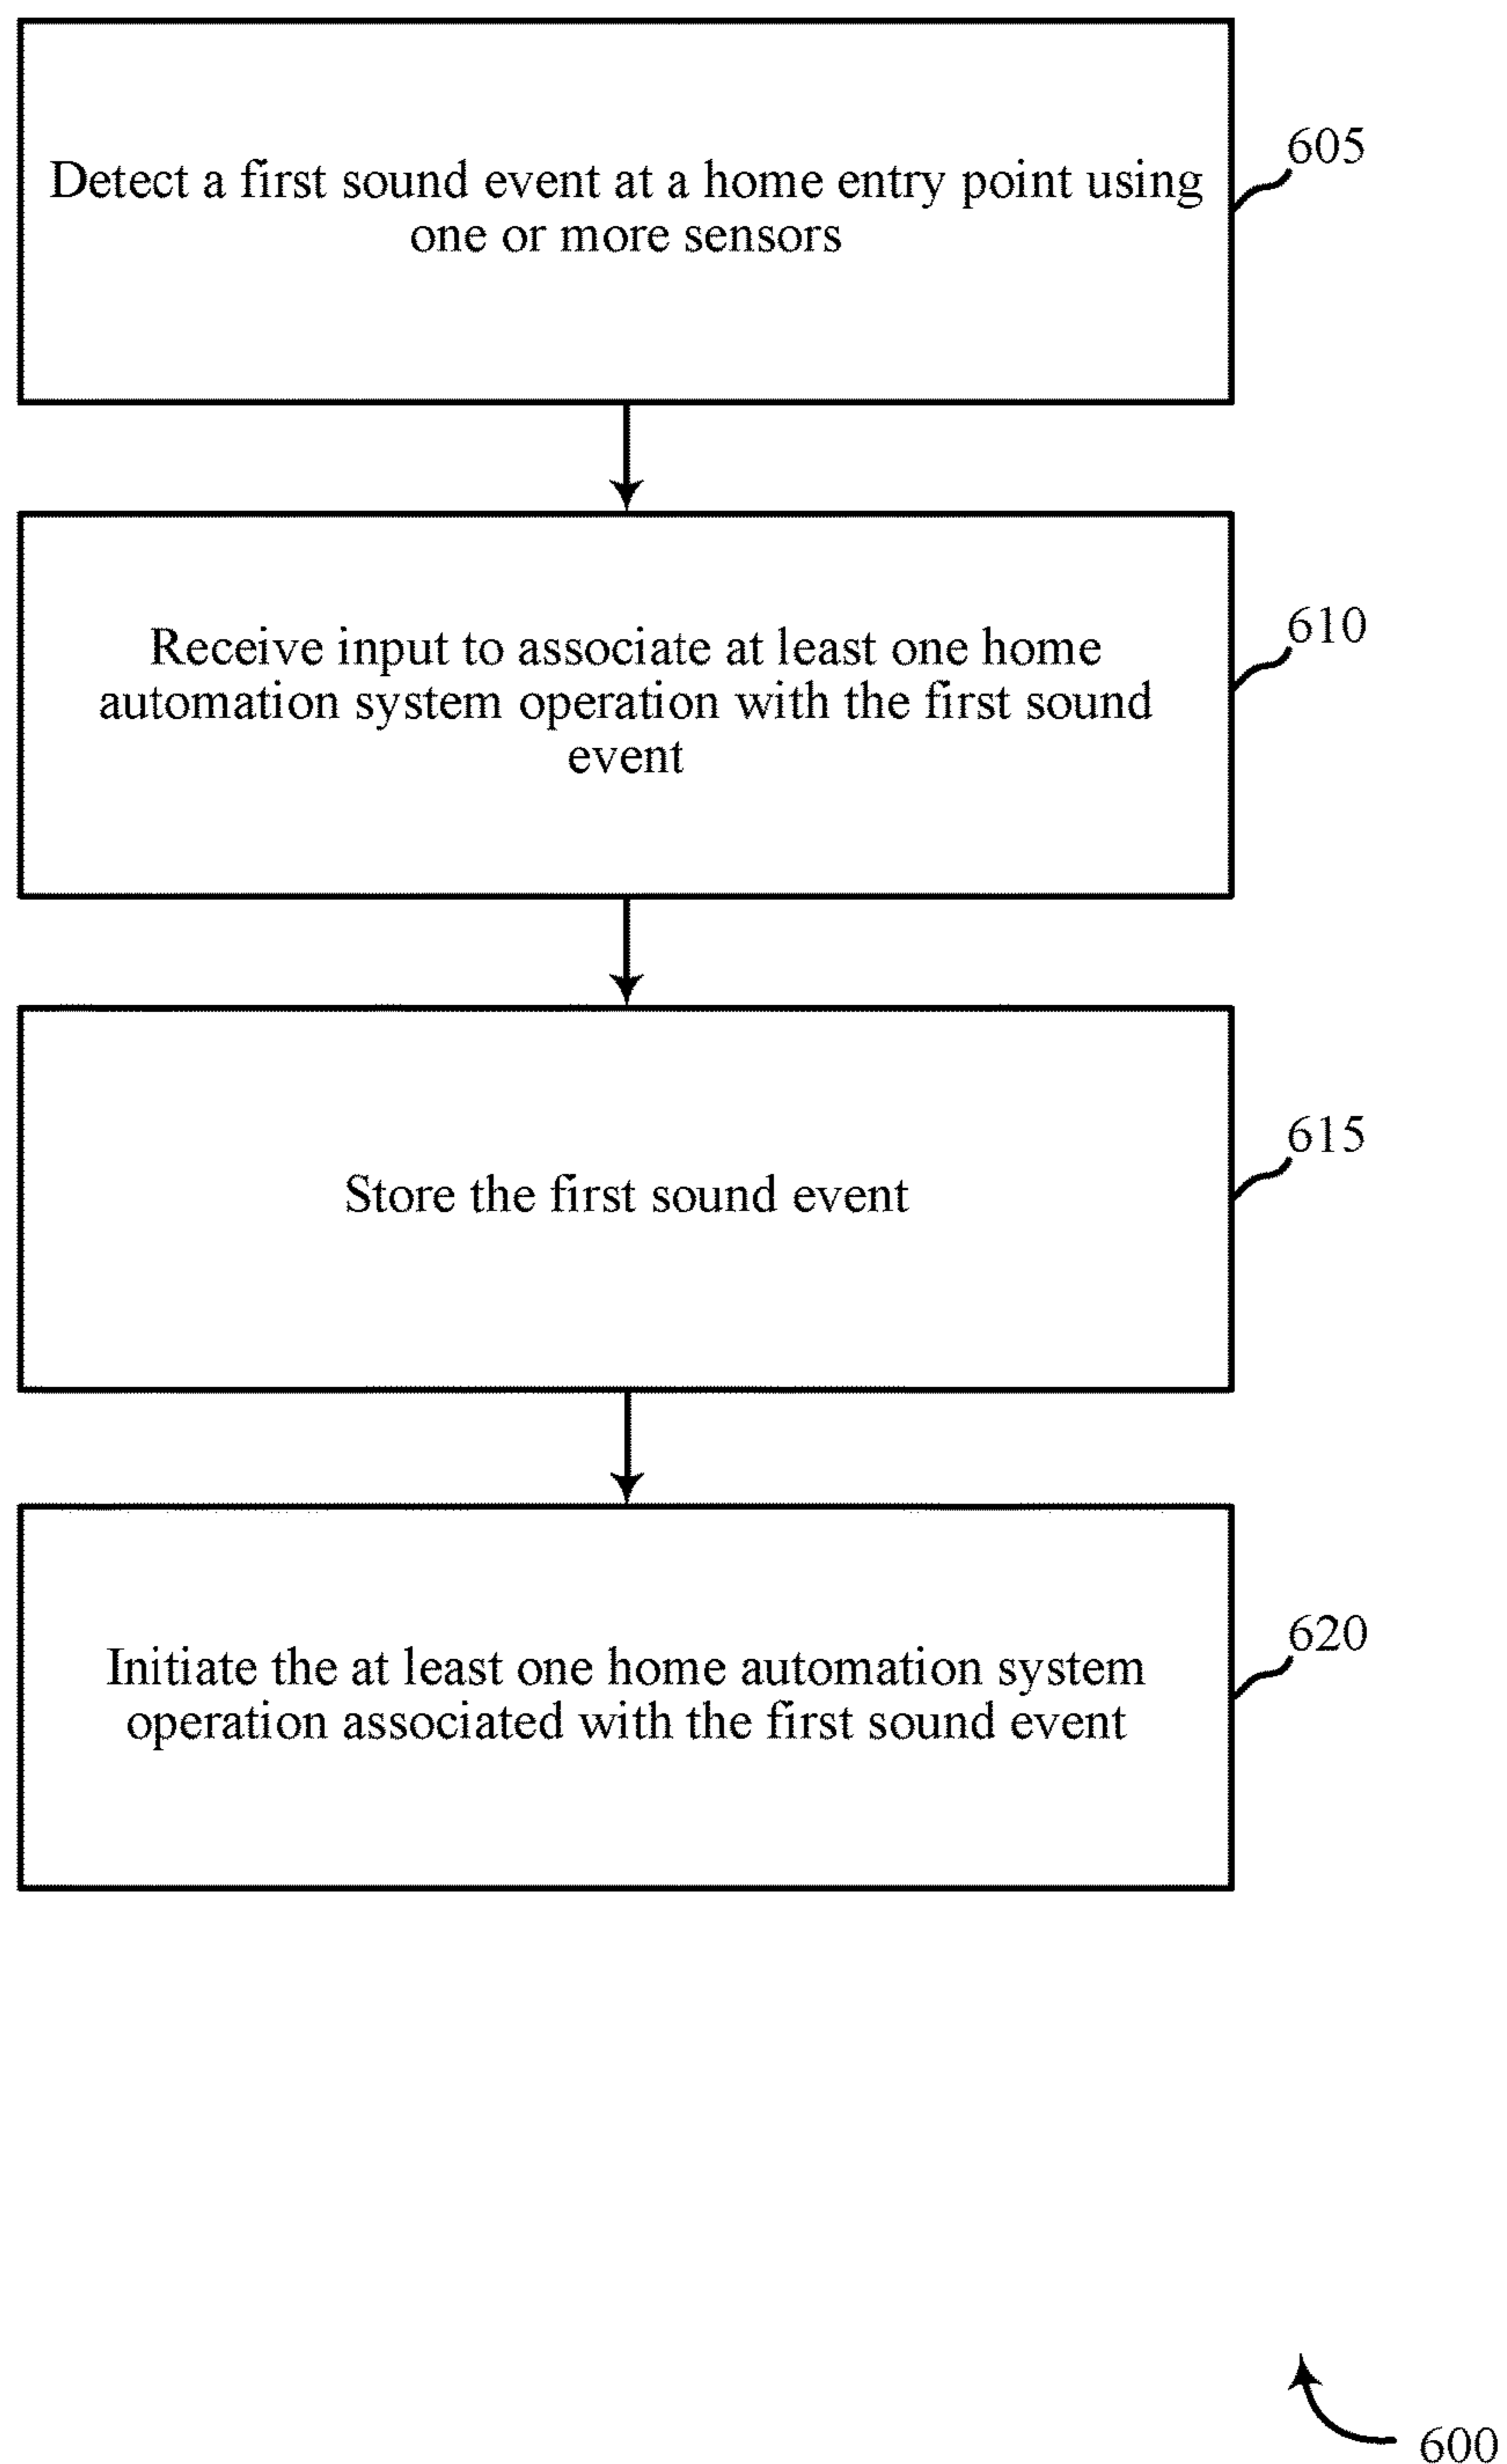 Detect a first sound event at a home entry point using
one or more sensors
605
Receive input to associate at least one home
automation system operation with the first sound
event
610
Store the first sound event
615
Initiate the at least one home automation system
operation associated with the first sound event
620
600